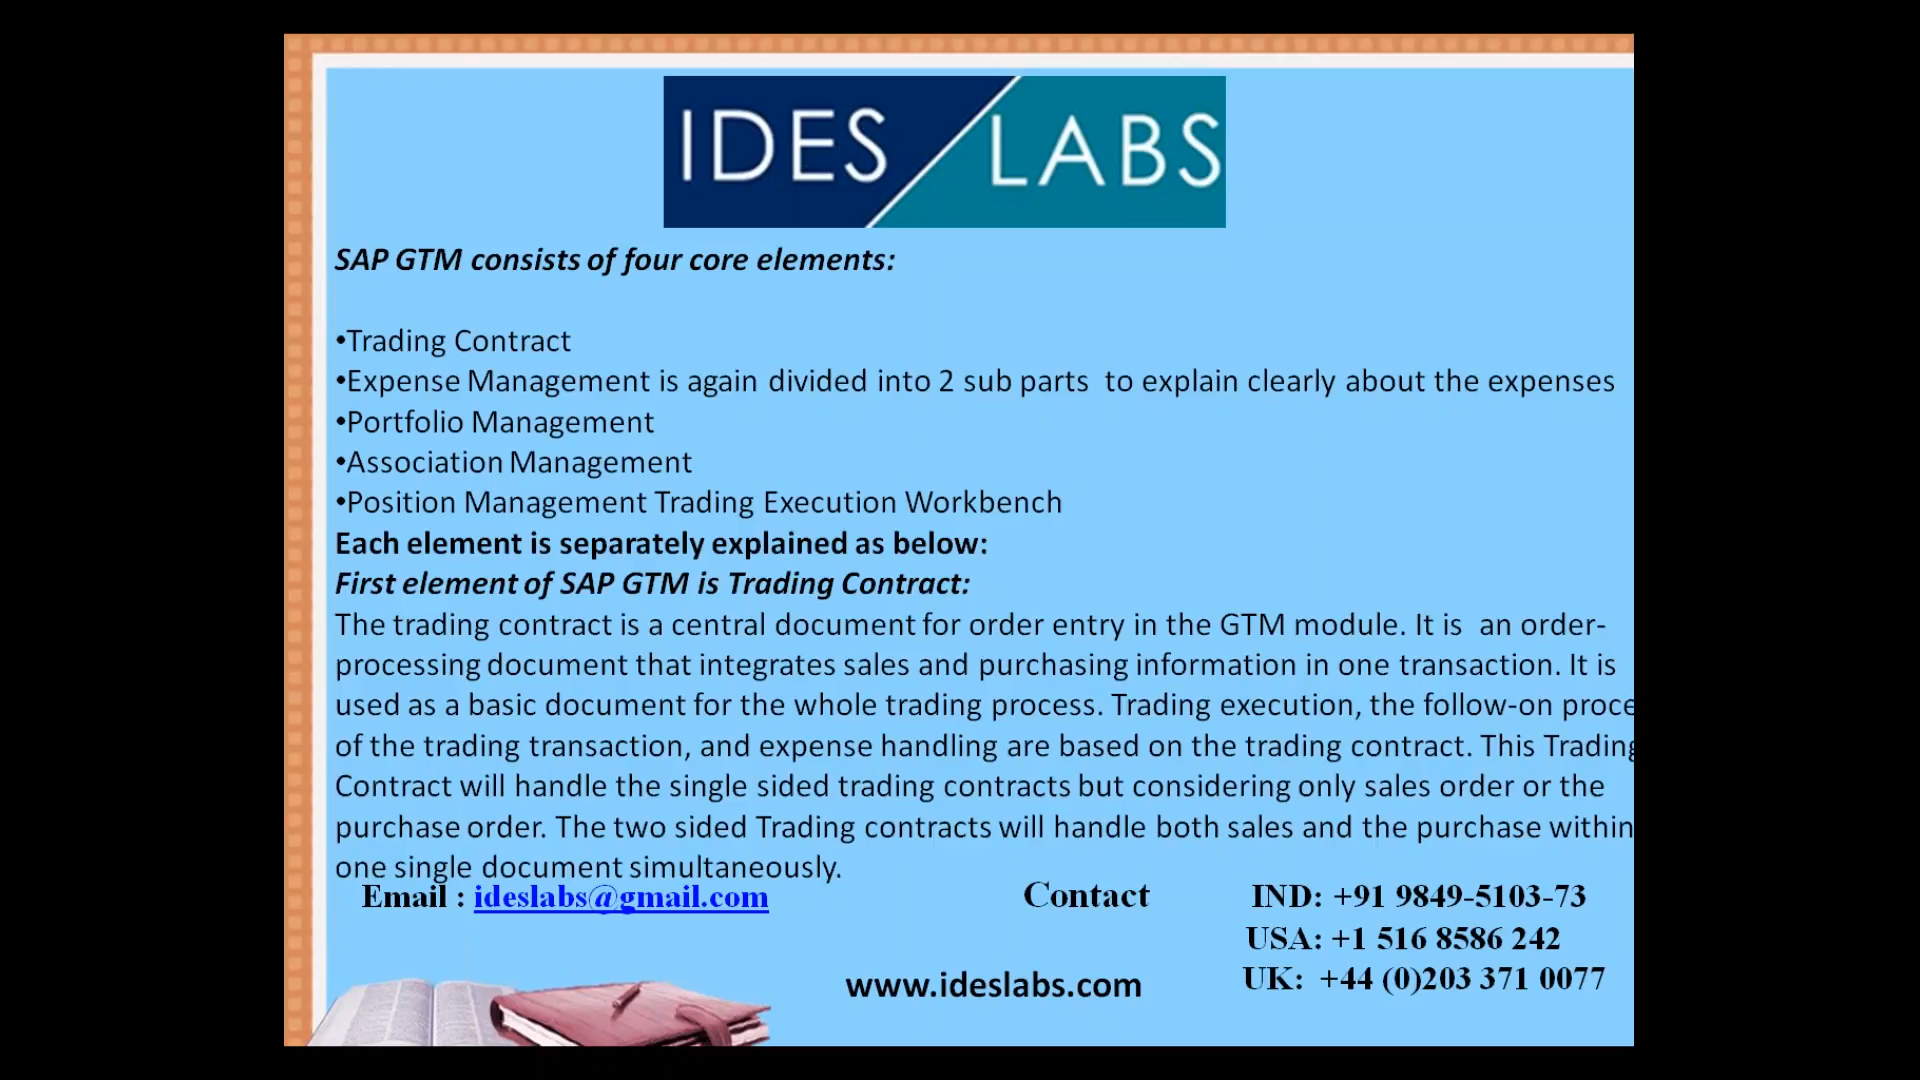 IDES LABS
SAP GTM consists of four core elements:
•Trading Contract
•Expense Management is again divided into 2 sub parts to explain clearly about the expenses
•Portfolio Management
•Association Management
•Position Management Trading Execution Workbench
Each element is separately explained as below:
First element of SAP GTM is Trading Contract:
The trading contract is a central document for order entry in the GTM module. It is an order-
processing document that integrates sales and purchasing information in one transaction. It is
used as a basic document for the whole trading process. Trading execution, the follow-on proce
of the trading transaction, and expense handling are based on the trading contract. This Trading
Contract will handle the single sided trading contracts but considering only sales order or the
purchase order. The two sided Trading contracts will handle both sales and the purchase within
one single document simultaneously.
Email : ideslabs@gmail.com Contact IND: +91 9849-5103-73
USA: +1 516 8586 242
www.ideslabs.com UK: +44 (0)203 371 0077